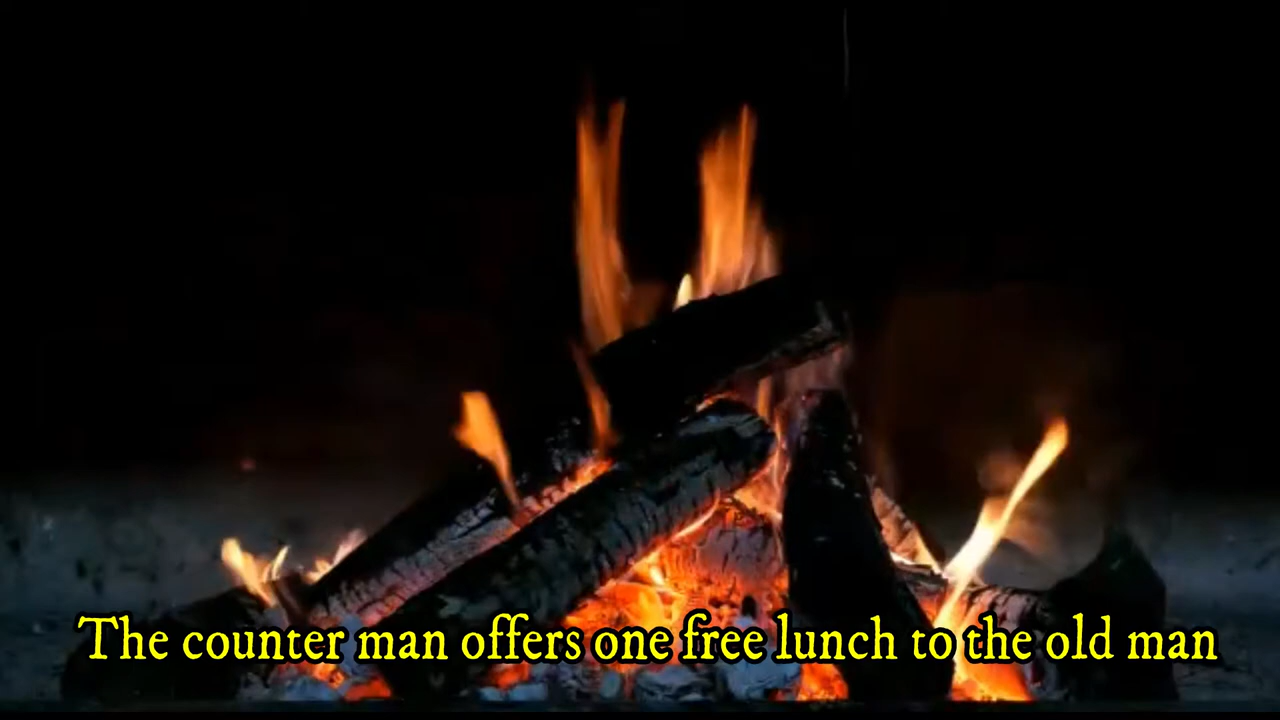 The counter man offers one free lunch to the old man